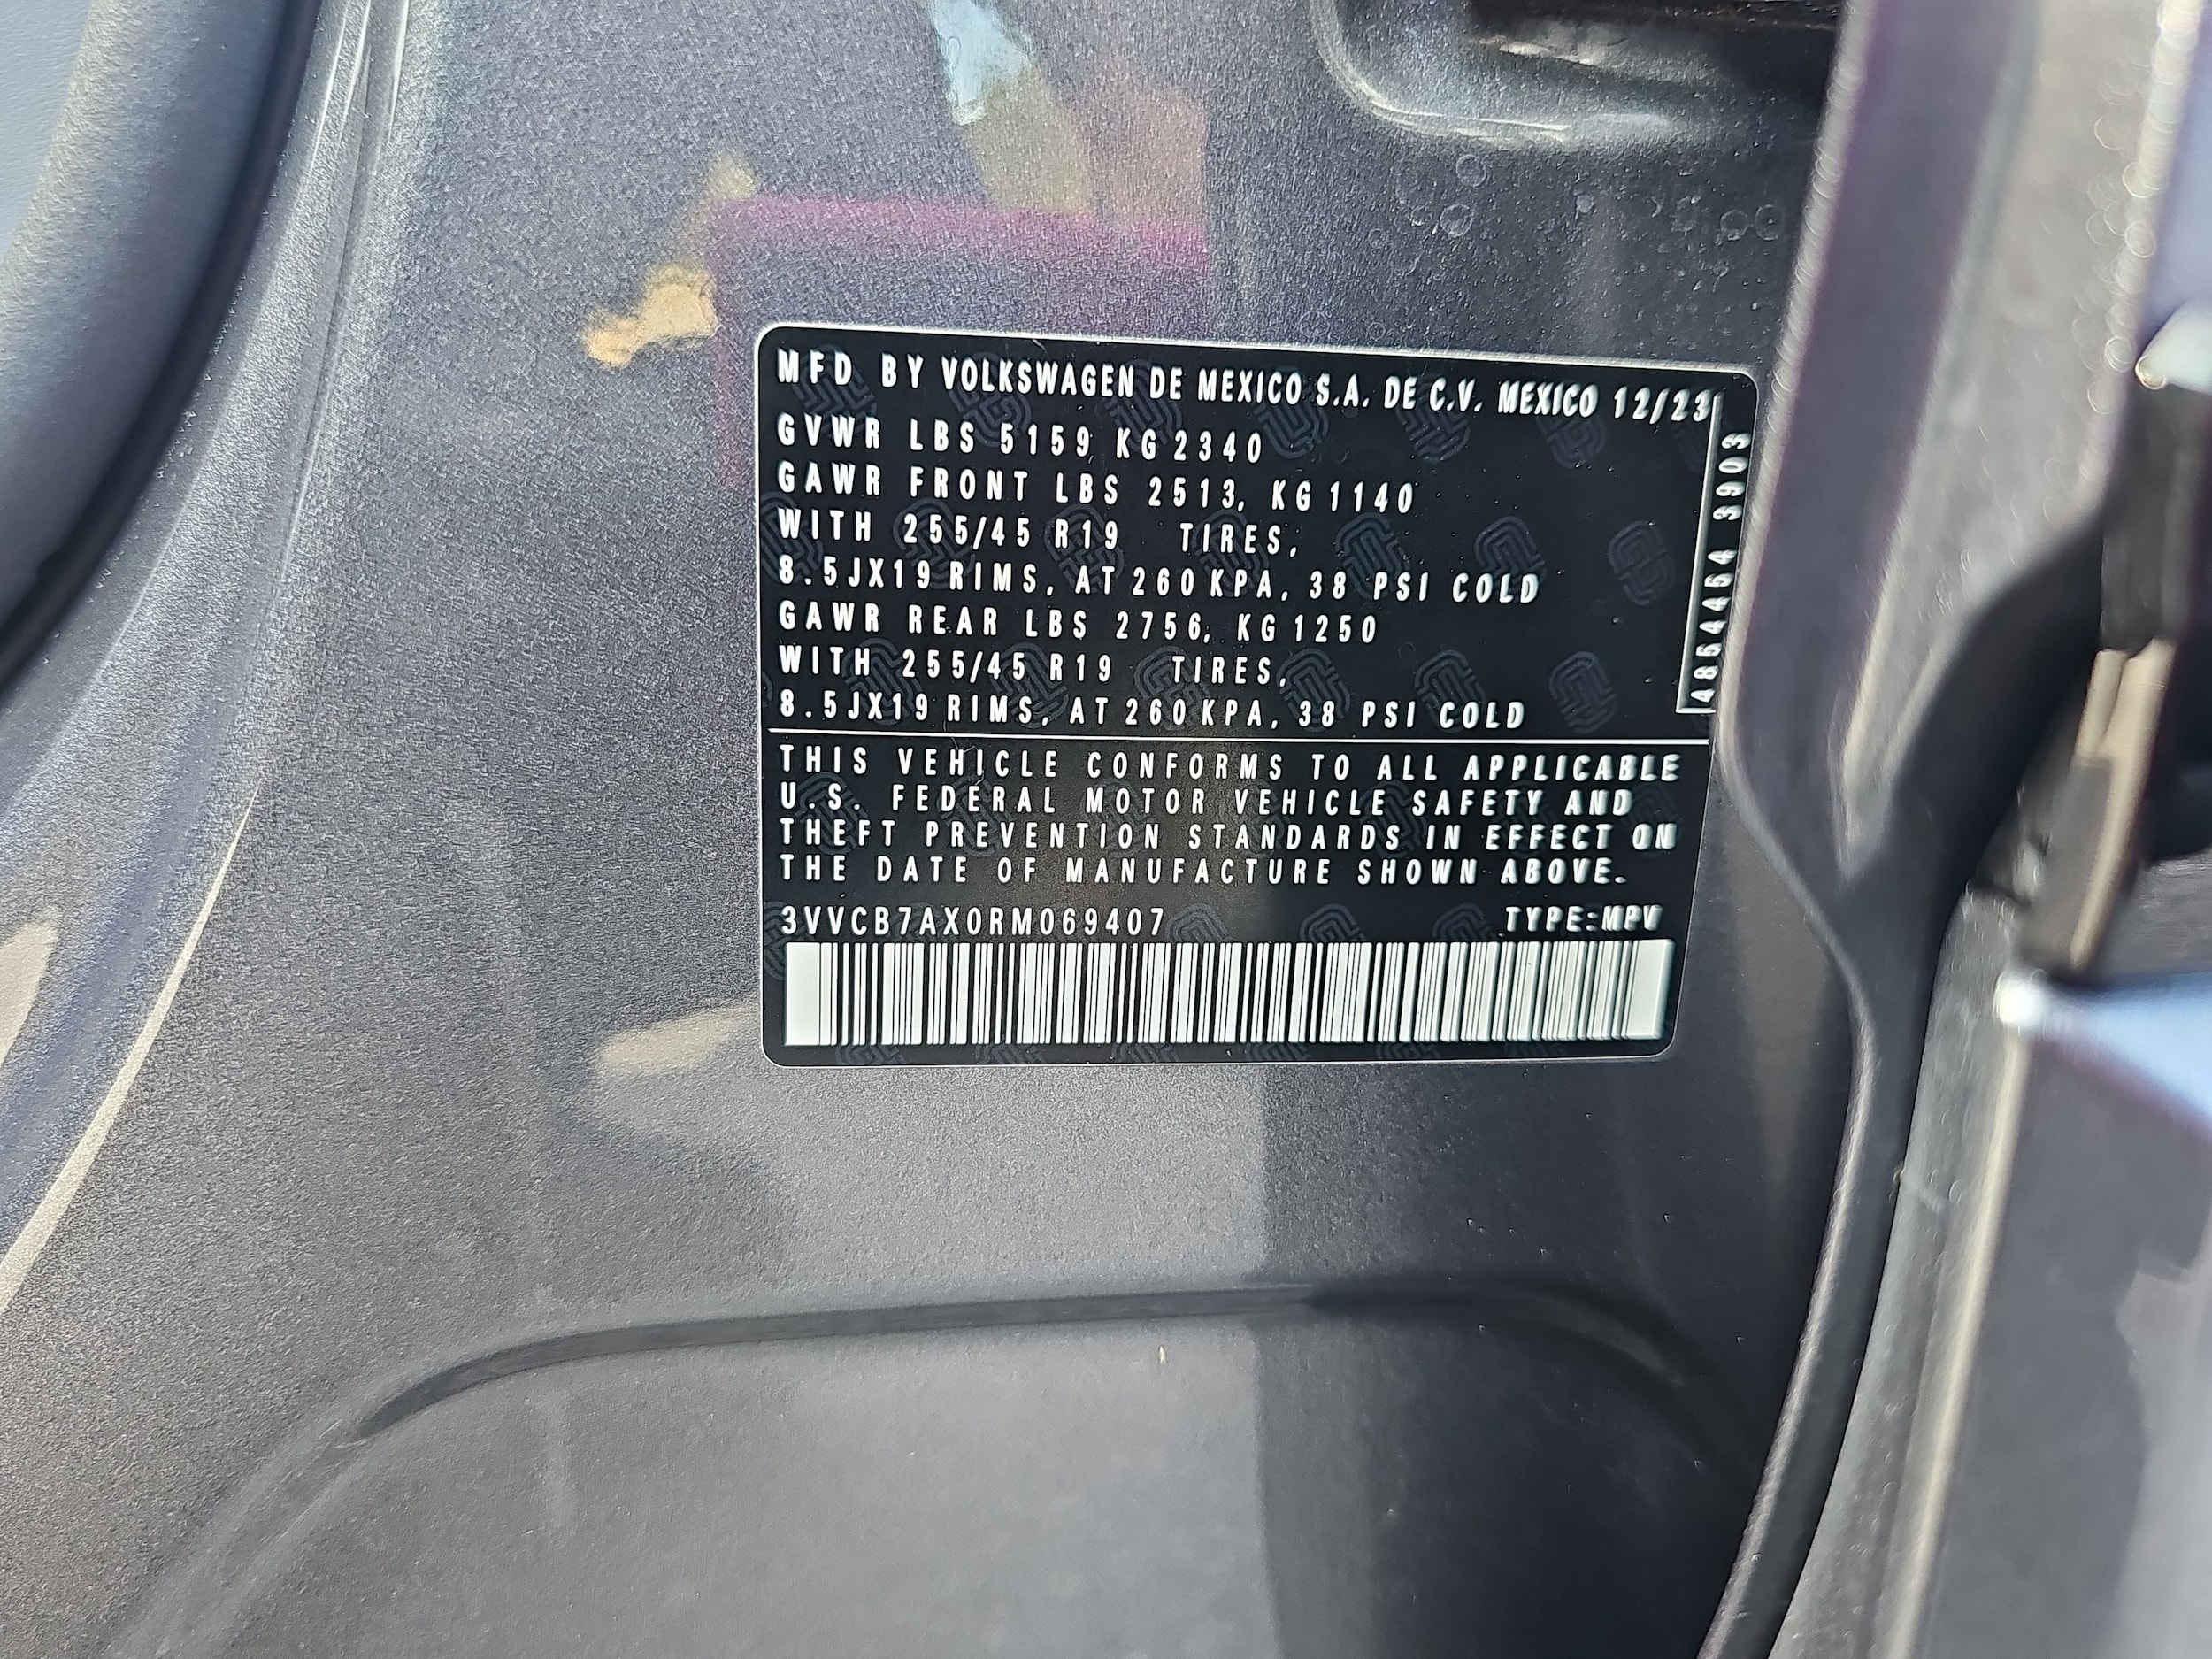 MFD BY VOLKSWAGEN DE MEXICO S.A. DE C.V. MEXICO 12/23
GVWR LBS 5159, KG 2340
GAWR FRONT LBS 2513, KG 1140
WITH 255/45 R19 TIRES,
8.5JX19 RIMS, AT 260 KPA, 38 PSI COLD
GAWR REAR LBS 2756, KG 1250
WITH 255/45 R19 TIRES,
8.5JX19 RIMS, AT 260 KPA, 38 PSI COLD
4854454 3903
THIS VEHICLE CONFORMS TO ALL APPLICABLE
U.S. FEDERAL MOTOR VEHICLE SAFETY AND
THEFT PREVENTION STANDARDS IN EFFECT ON
THE DATE OF MANUFACTURE SHOWN ABOVE.
3VVCB7AX0RM069407 TYPE:MPV